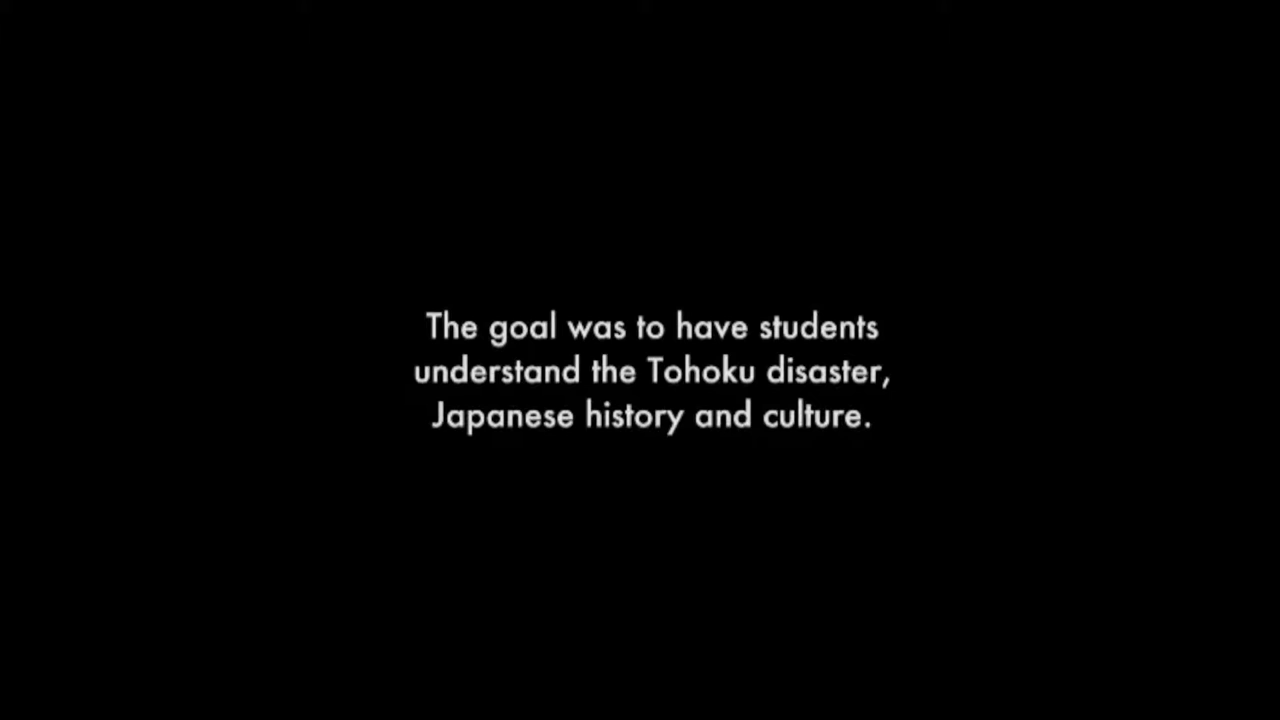 The goal was to have students
understand the Tohoku disaster,
Japanese history and culture.